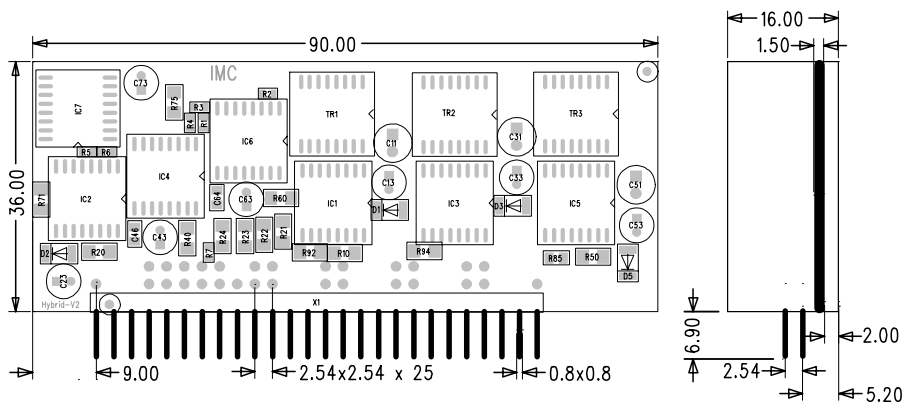 16.00
90.00
1.50
IMC
C73
R2
IC7
R75
R3
R4
R1
TR1
TR2
TR3
IC6
C11
C31
R5
R6
IC4
IC2
R71
C64
C63
R60
IC1
C13
D1
IC3
C33
D3
IC5
C51
C53
36.00
C46
C43
R40
R7
R24
R23
R22
R21
R92
R10
R94
R85
R50
D5
D2
R20
C23
Hybrid-V2
X1
6.90
2.00
9.00
2.54x2.54 x 25
0.8x0.8
2.54
5.20